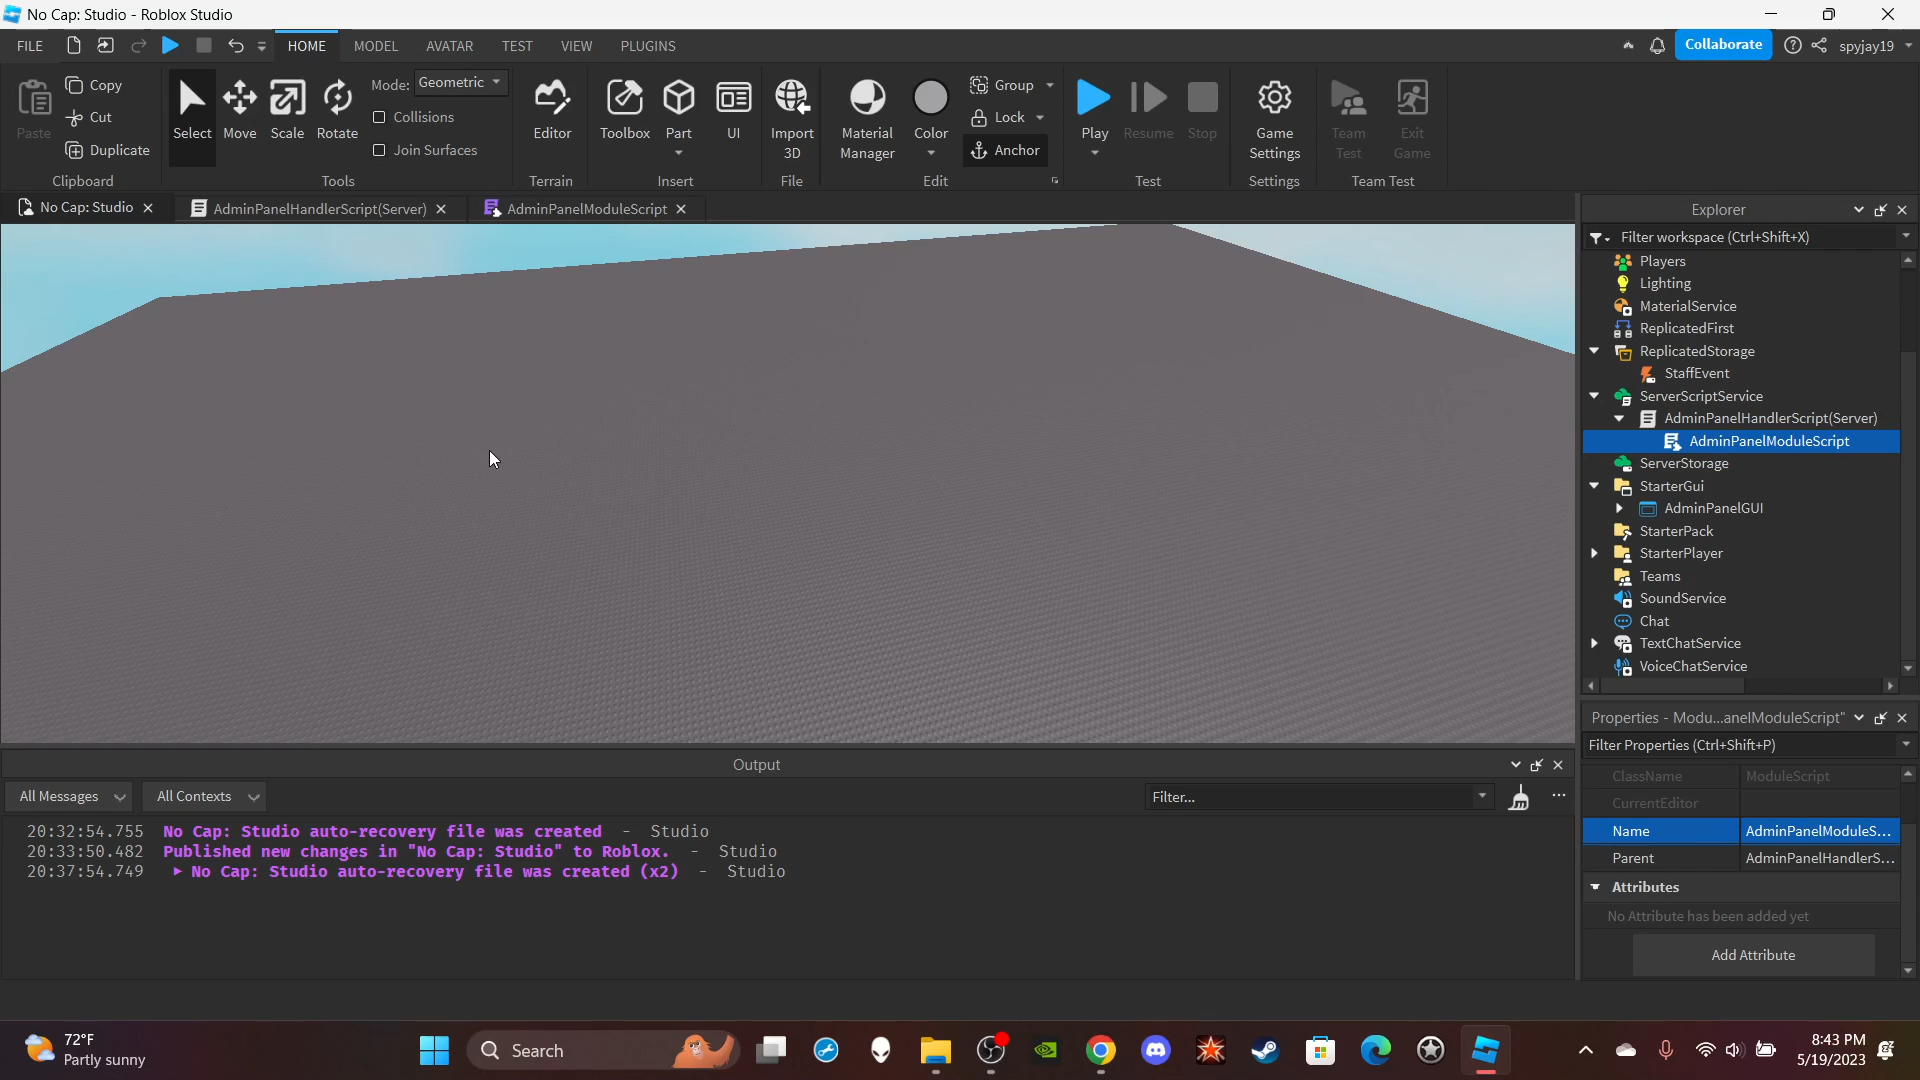 No Cap: Studio - Roblox Studio
FILE HOME MODEL AVATAR TEST VIEW PLUGINS Collaborate spyjay19
Paste Copy Cut Duplicate Clipboard
Select Move Scale Rotate Mode: Geometric Collisions Join Surfaces Tools
Editor Terrain
Toolbox Part UI Insert
Import 3D File
Material Manager Color Group Lock Anchor Edit
Play Resume Stop Test
Game Settings Settings
Team Test Exit Game Team Test
No Cap: Studio AdminPanelHandlerScript(Server) AdminPanelModuleScript
Explorer
Filter workspace (Ctrl+Shift+X)
Players
Lighting
MaterialService
ReplicatedFirst
ReplicatedStorage
StaffEvent
ServerScriptService
AdminPanelHandlerScript(Server)
AdminPanelModuleScript
ServerStorage
StarterGui
AdminPanelGUI
StarterPack
StarterPlayer
Teams
SoundService
Chat
TextChatService
VoiceChatService
Properties - Modu...anelModuleScript"
Filter Properties (Ctrl+Shift+P)
ClassName ModuleScript
CurrentEditor
Name AdminPanelModuleS...
Parent AdminPanelHandlerS...
Attributes
No Attribute has been added yet
Add Attribute
Output
All Messages All Contexts Filter...
20:32:54.755 No Cap: Studio auto-recovery file was created - Studio
20:33:50.482 Published new changes in "No Cap: Studio" to Roblox. - Studio
20:37:54.749 No Cap: Studio auto-recovery file was created (x2) - Studio
72°F
Partly sunny
Search
8:43 PM
5/19/2023